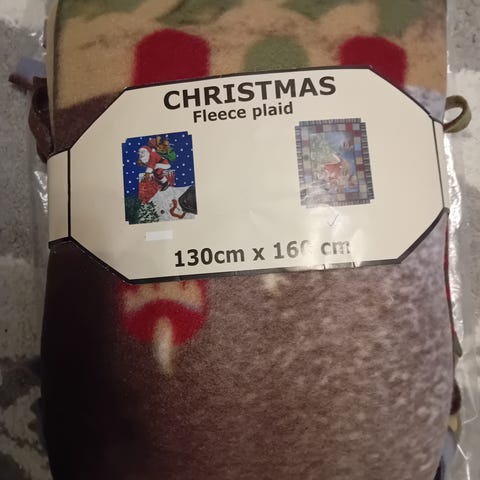 CHRISTMAS
Fleece plaid
130cm x 160 cm